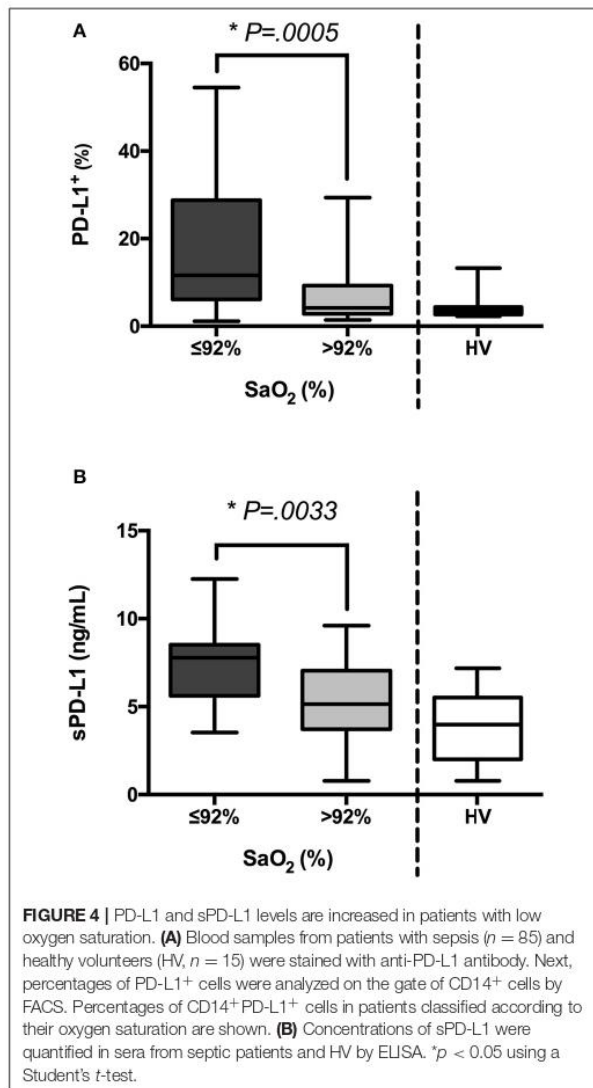 A
* P=.0005
60
40
20
0
PD-L1+ (%)
≤92%
>92%
HV
SaO2 (%)
B
* P=.0033
15
10
5
0
sPD-L1 (ng/mL)
≤92%
>92%
HV
SaO2 (%)
FIGURE 4 | PD-L1 and sPD-L1 levels are increased in patients with low
oxygen saturation. (A) Blood samples from patients with sepsis (n = 85) and
healthy volunteers (HV, n = 15) were stained with anti-PD-L1 antibody. Next,
percentages of PD-L1+ cells were analyzed on the gate of CD14+ cells by
FACS. Percentages of CD14+PD-L1+ cells in patients classified according to
their oxygen saturation are shown. (B) Concentrations of sPD-L1 were
quantified in sera from septic patients and HV by ELISA. *p < 0.05 using a
Student's t-test.